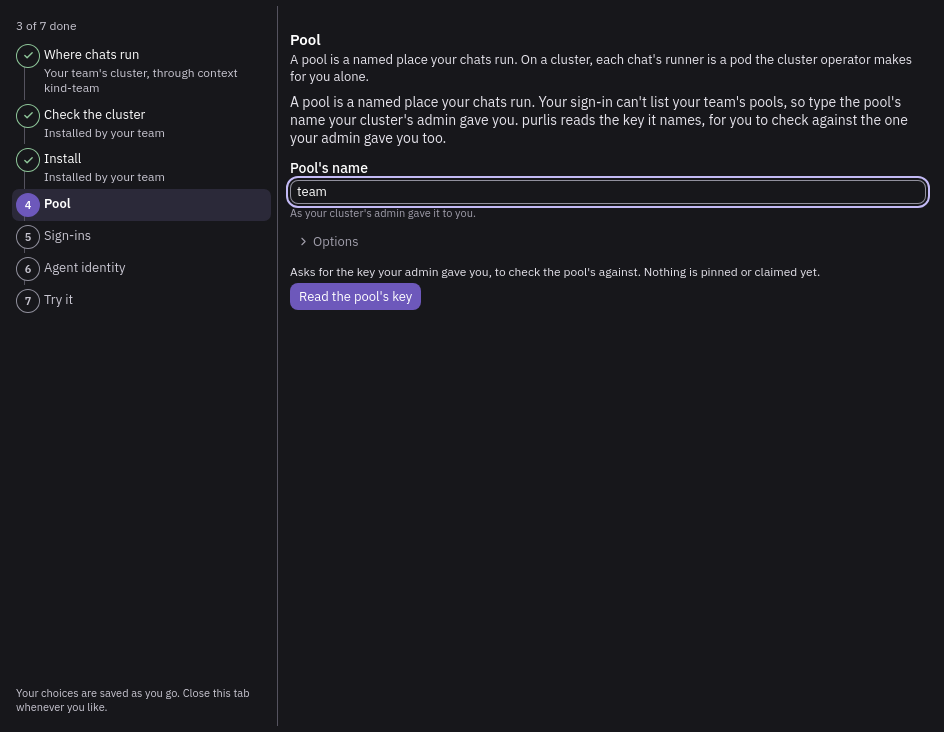 3 of 7 done
Where chats run
Your team's cluster, through context
kind-team
Check the cluster
Installed by your team
Install
Installed by your team
4 Pool
5 Sign-ins
6 Agent identity
7 Try it
Your choices are saved as you go. Close this tab
whenever you like.
Pool
A pool is a named place your chats run. On a cluster, each chat's runner is a pod the cluster operator makes
for you alone.
A pool is a named place your chats run. Your sign-in can't list your team's pools, so type the pool's
name your cluster's admin gave you. purlis reads the key it names, for you to check against the one
your admin gave you too.
Pool's name
team
As your cluster's admin gave it to you.
Options
Asks for the key your admin gave you, to check the pool's against. Nothing is pinned or claimed yet.
Read the pool's key